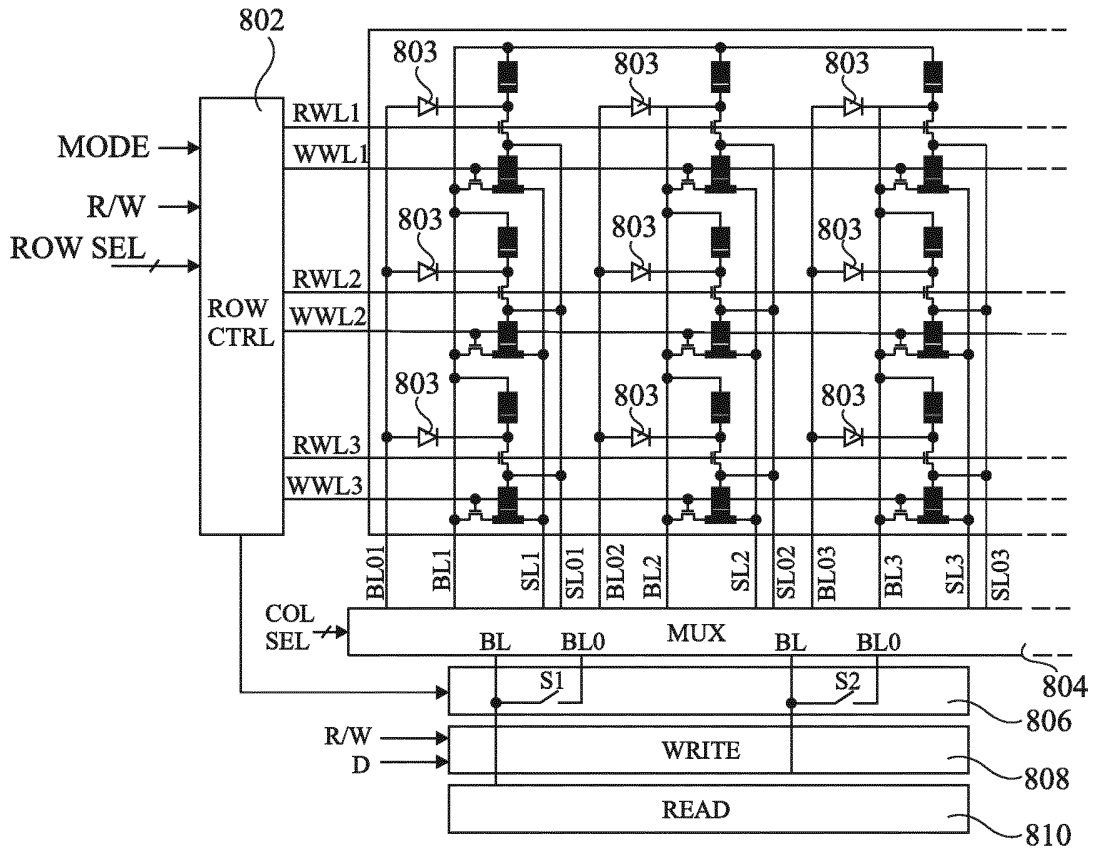 802
803
803
803
RWL1
MODE
WWL1
R/W
803
803
803
ROW SEL
RWL2
ROW
CTRL
WWL2
803
803
803
RWL3
WWL3
BL01
BL1
SL1
SL01
BL02
BL2
SL2
SL02
BL03
BL3
SL3
SL03
COL
SEL
MUX
BL
BL0
BL
BL0
804
S1
S2
806
R/W
D
WRITE
808
READ
810